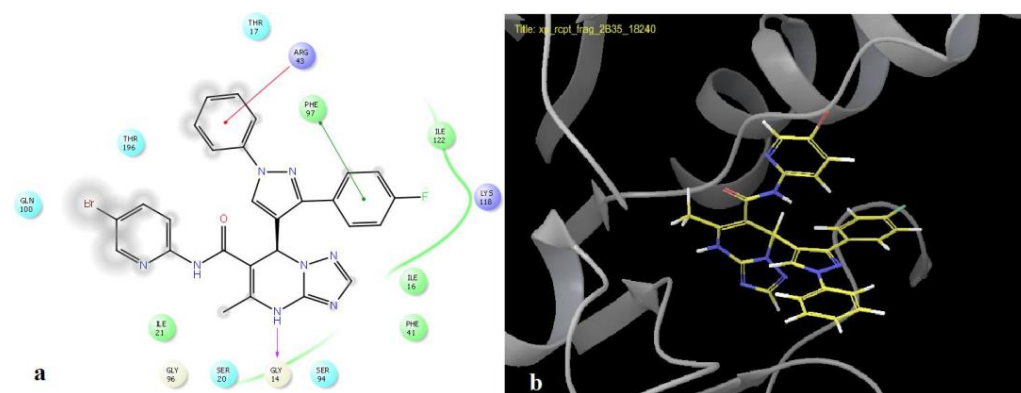 THR
17
ARG
43
PHE
97
ILE
122
THR
196
LYS
118
GLN
100
Br
N
N
F
O
N
NH
N
N
N
N
H
N
ILE
16
ILE
21
PHE
41
GLY
96
SER
20
GLY
14
SER
94
a
Title: xp_rcpt_frag_2B35_18240
b